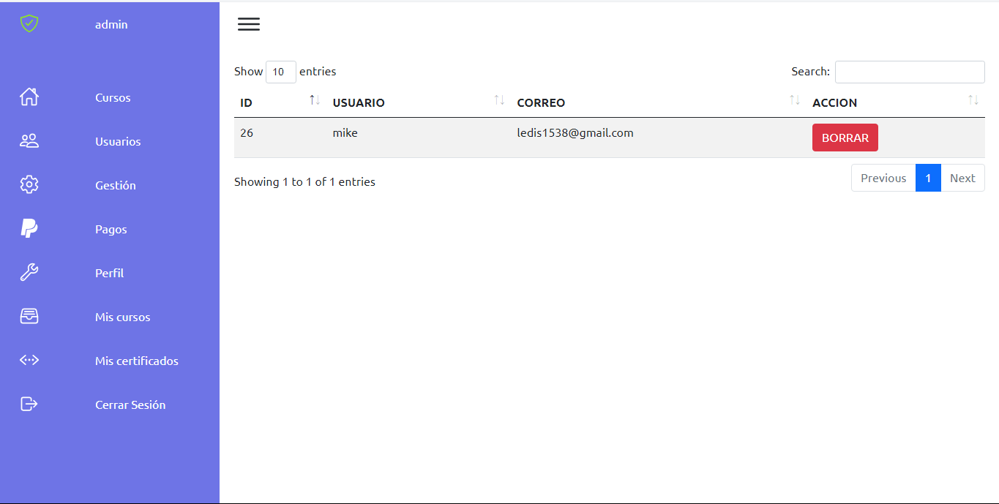 admin
Cursos
Usuarios
Gestión
Pagos
Perfil
Mis cursos
Mis certificados
Cerrar Sesión
Show 10 entries
Search:
ID USUARIO CORREO ACCION
26 mike ledis1538@gmail.com BORRAR
Showing 1 to 1 of 1 entries
Previous 1 Next